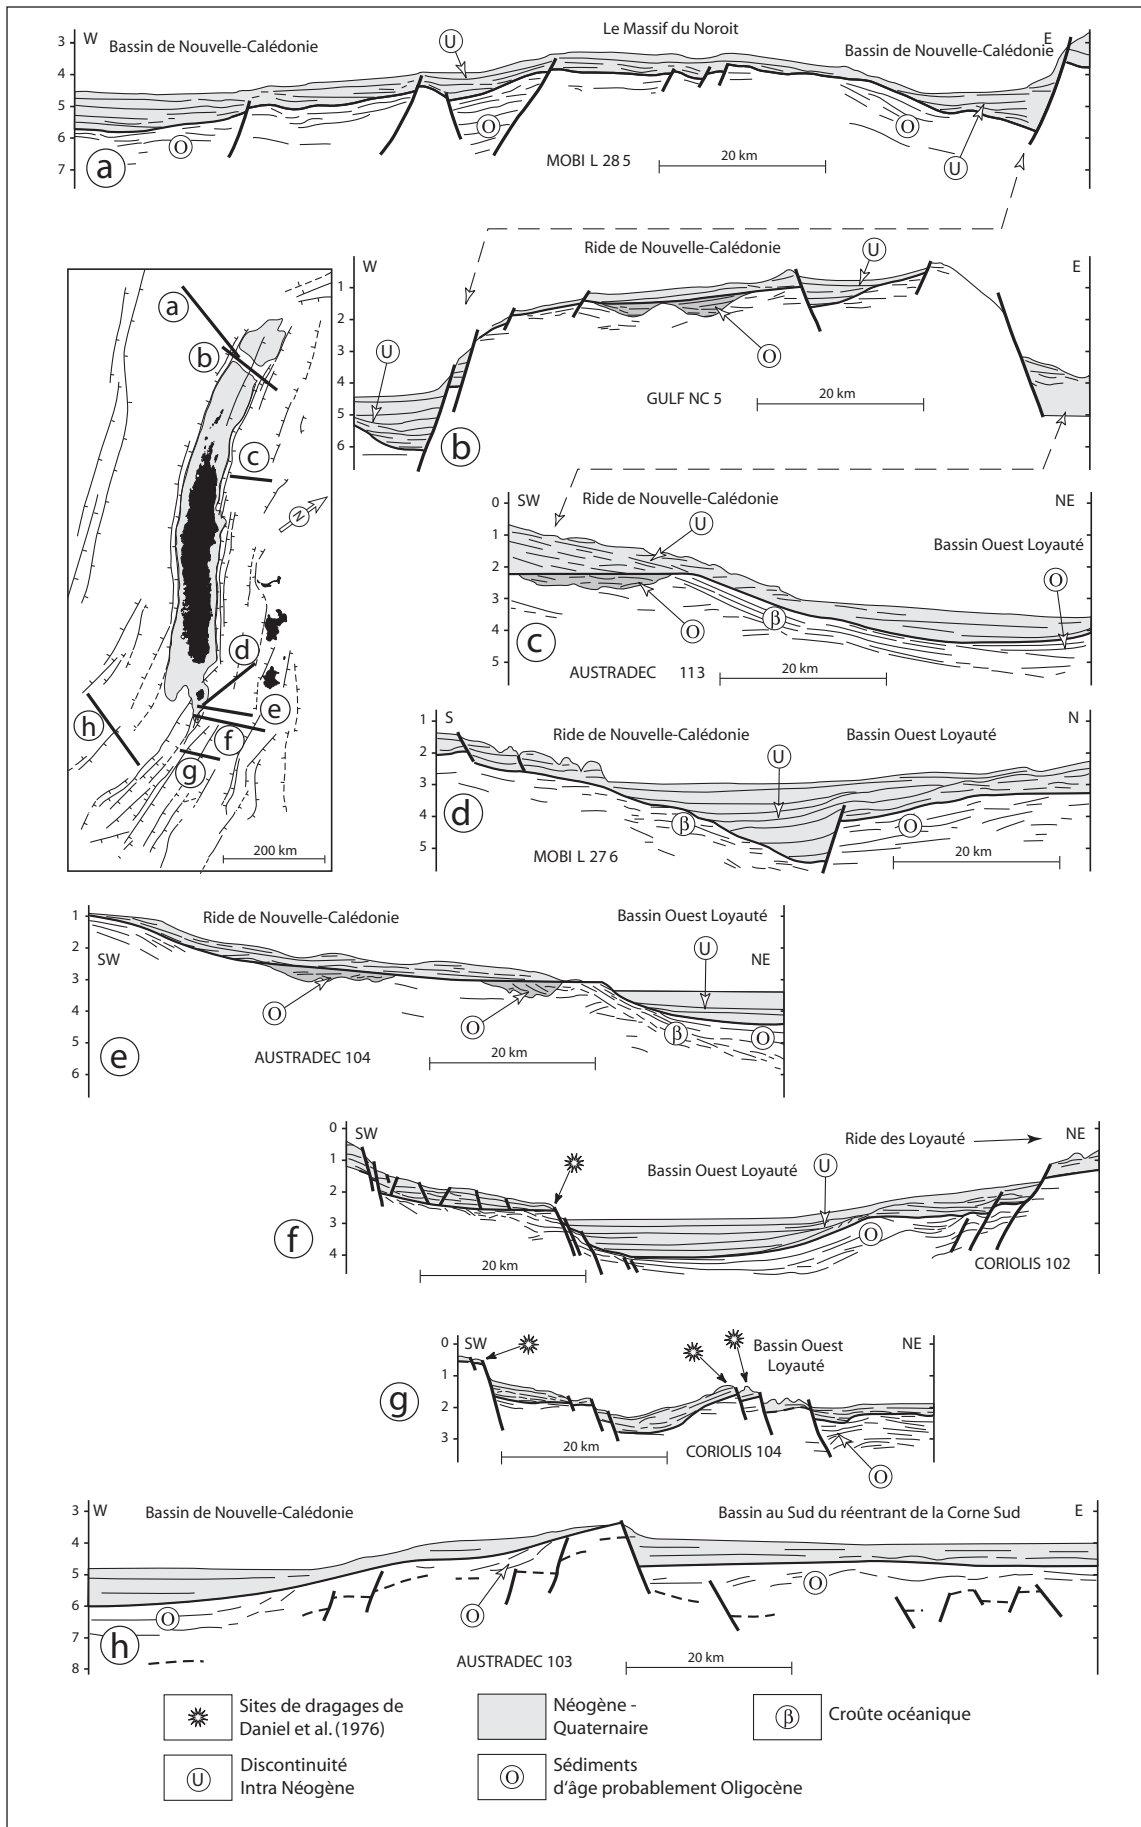 3 W Bassin de Nouvelle-Calédonie U Le Massif du Noroit Bassin de Nouvelle-Calédonie E
4
5
6 O O O
7 a MOBI L 28 5 20 km U
W Ride de Nouvelle-Calédonie U E
1
2
3 U O
4 GULF NC 5 20 km
5
6 b
a
b
c
N
d
e
f
g
h
200 km
0 SW Ride de Nouvelle-Calédonie NE
1 U Bassin Ouest Loyauté
2 O
3 β
4 c O
5 AUSTRADEC 113 20 km
1 S Ride de Nouvelle-Calédonie Bassin Ouest Loyauté N
2 U
3
4 d β O
5 MOBI L 27 6 20 km
1 Ride de Nouvelle-Calédonie Bassin Ouest Loyauté
2 SW U NE
3
4 O O β O
5 e AUSTRADEC 104 20 km
6
0 SW Ride des Loyauté NE
1 Bassin Ouest Loyauté U
2
3 f O
4 20 km CORIOLIS 102
0 SW Bassin Ouest NE
1 Loyauté
2 g
3 20 km CORIOLIS 104 O
3 W Bassin de Nouvelle-Calédonie Bassin au Sud du réentrant de la Corne Sud E
4
5
6 O O O
7 h
8 AUSTRADEC 103 20 km
Sites de dragages de
Daniel et al. (1976)
Néogène -
Quaternaire
β Croûte océanique
U Discontinuité
Intra Néogène
O Sédiments
d'âge probablement Oligocène